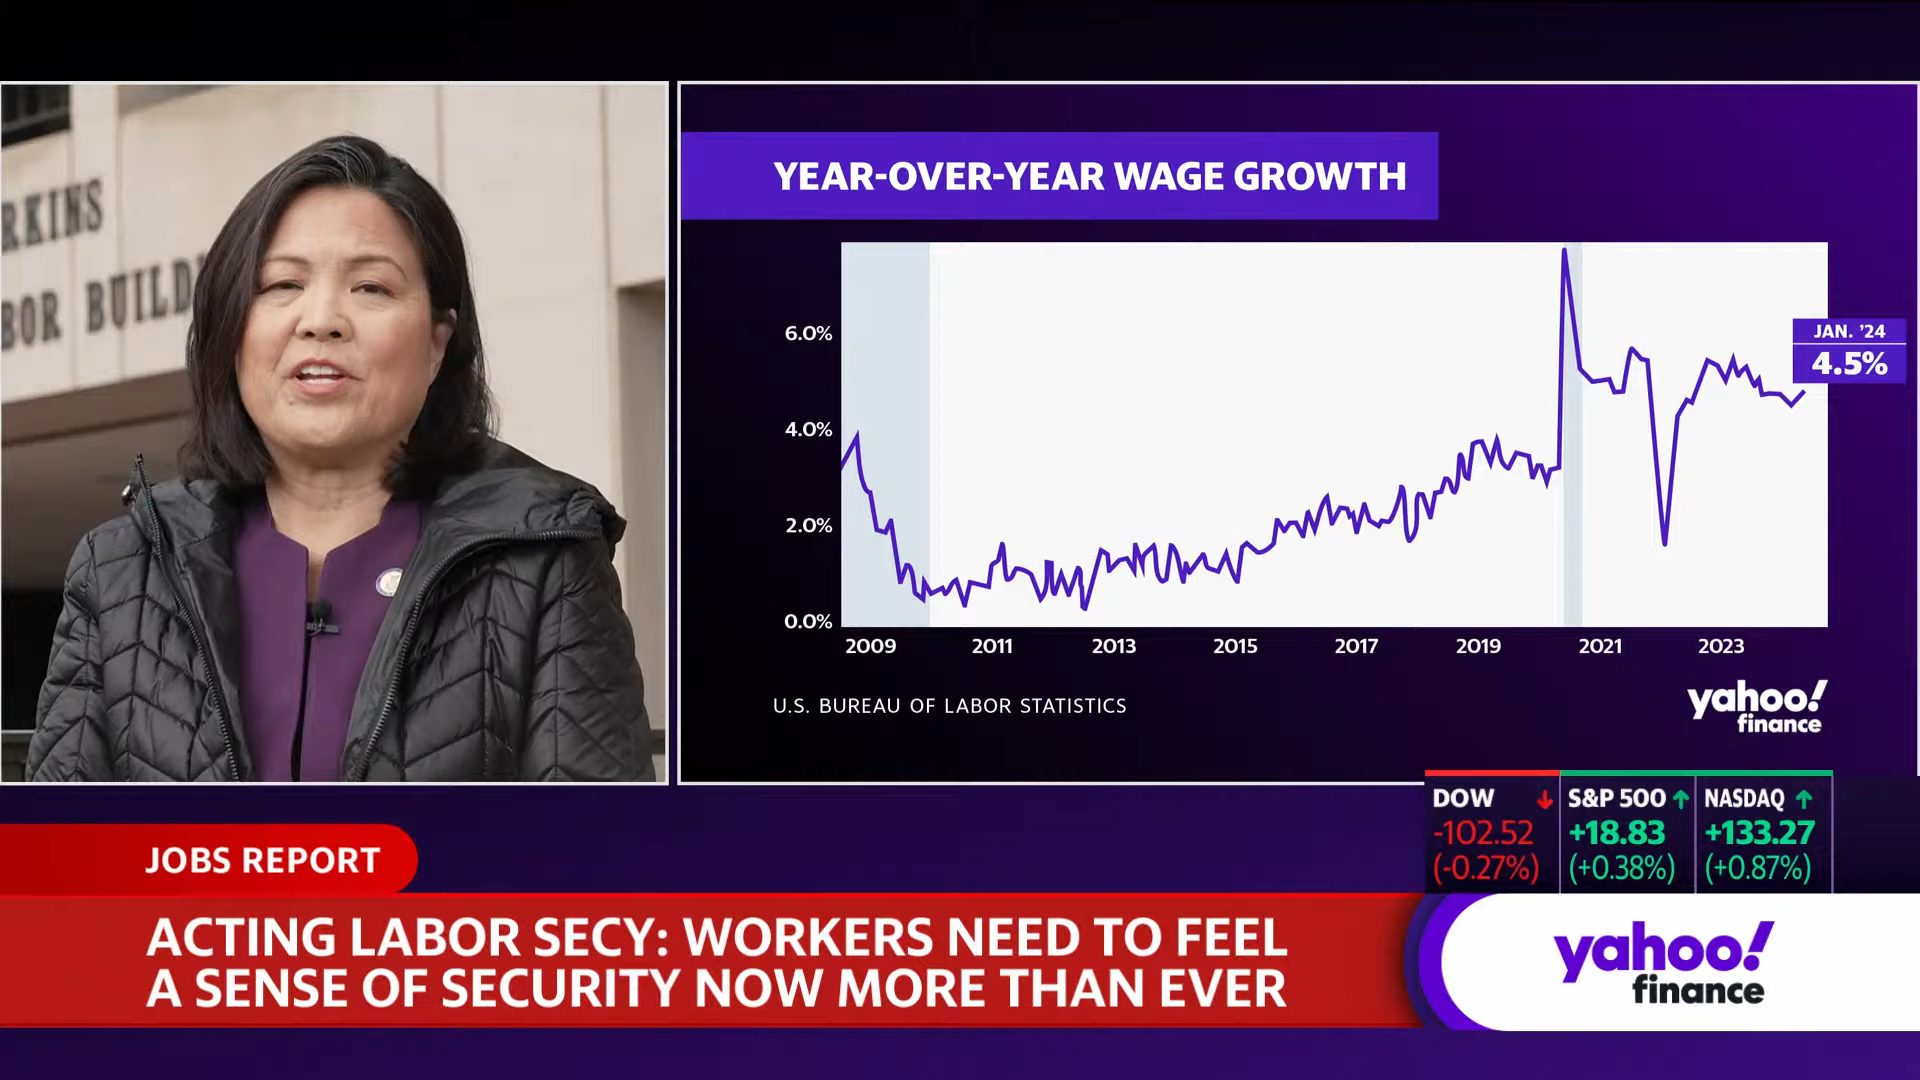 RKINS
BOR BUILD
YEAR-OVER-YEAR WAGE GROWTH
6.0%
4.0%
2.0%
0.0%
2009 2011 2013 2015 2017 2019 2021 2023
JAN. '24
4.5%
U.S. BUREAU OF LABOR STATISTICS
yahoo!
finance
DOW S&P 500 NASDAQ
-102.52 +18.83 +133.27
(-0.27%) (+0.38%) (+0.87%)
JOBS REPORT
ACTING LABOR SECY: WORKERS NEED TO FEEL
A SENSE OF SECURITY NOW MORE THAN EVER
yahoo!
finance